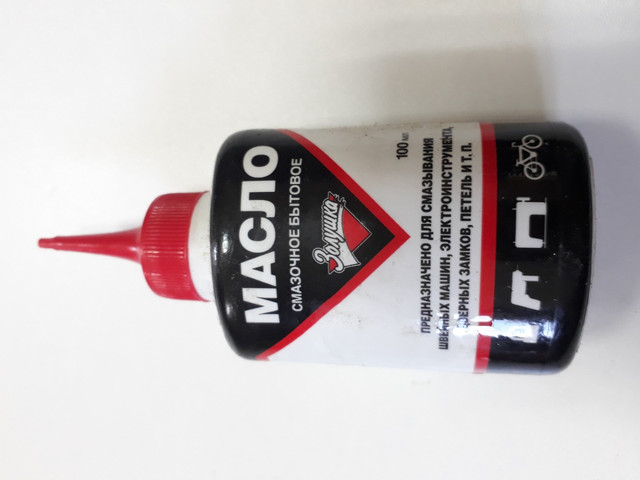 МАСЛО
СМАЗОЧНОЕ БЫТОВОЕ
Золушка
100 мл
ПРЕДНАЗНАЧЕНО ДЛЯ СМАЗЫВАНИЯ
ШВЕЙНЫХ МАШИН, ЭЛЕКТРОИНСТРУМЕНТА,
ДВЕРНЫХ ЗАМКОВ, ПЕТЕЛЬ И Т. П.